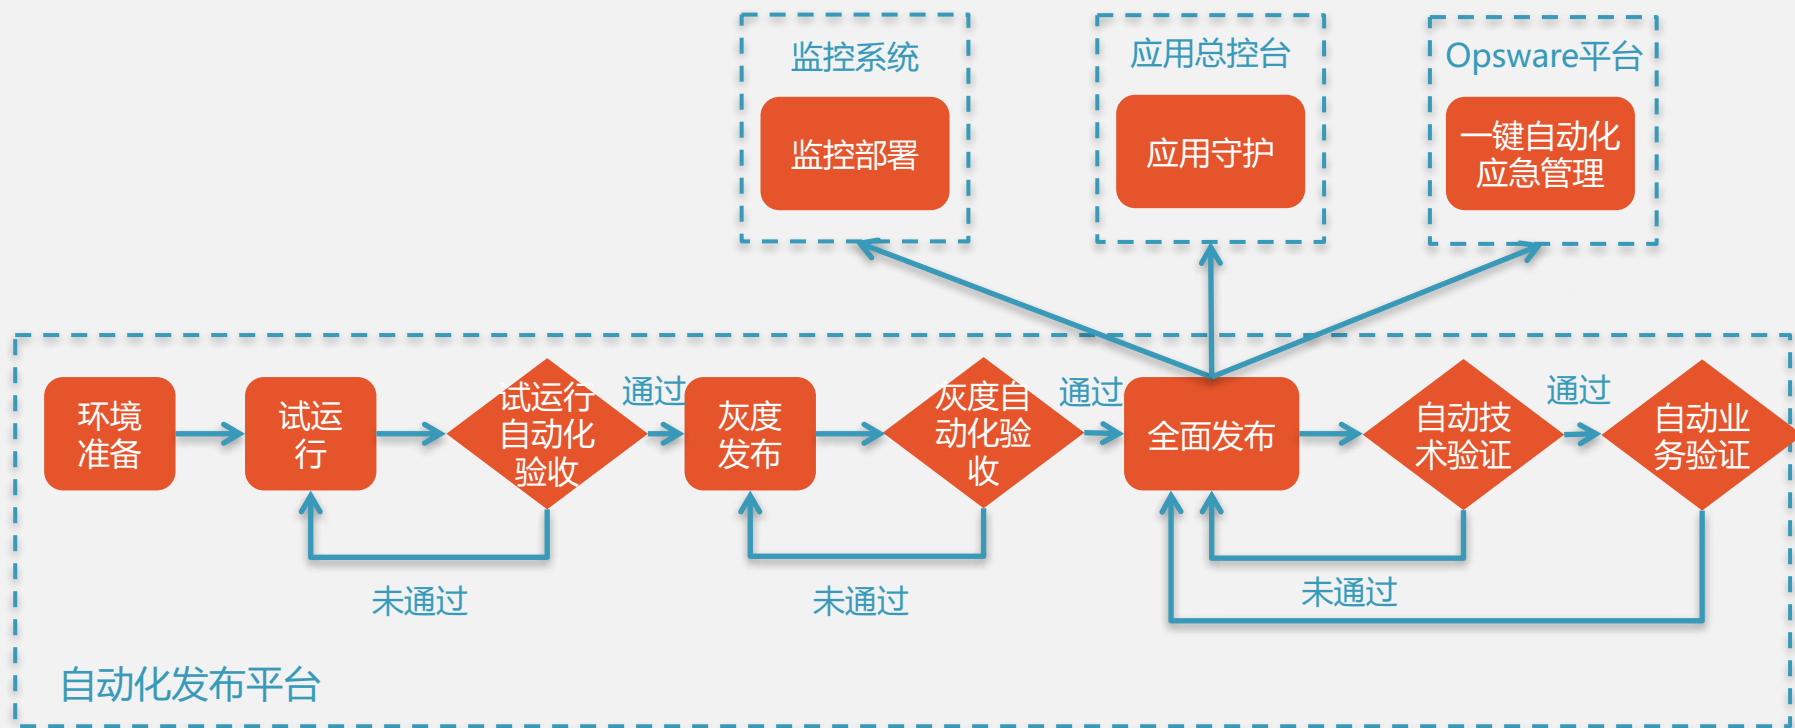 监控系统
监控部署
应用总控台
应用守护
Opsware平台
一键自动化
应急管理
环境
准备
试运
行
试运行
自动化
验收
通过
灰度
发布
灰度自
动化验
收
通过
全面发布
自动技
术验证
通过
自动业
务验证
未通过
未通过
未通过
自动化发布平台